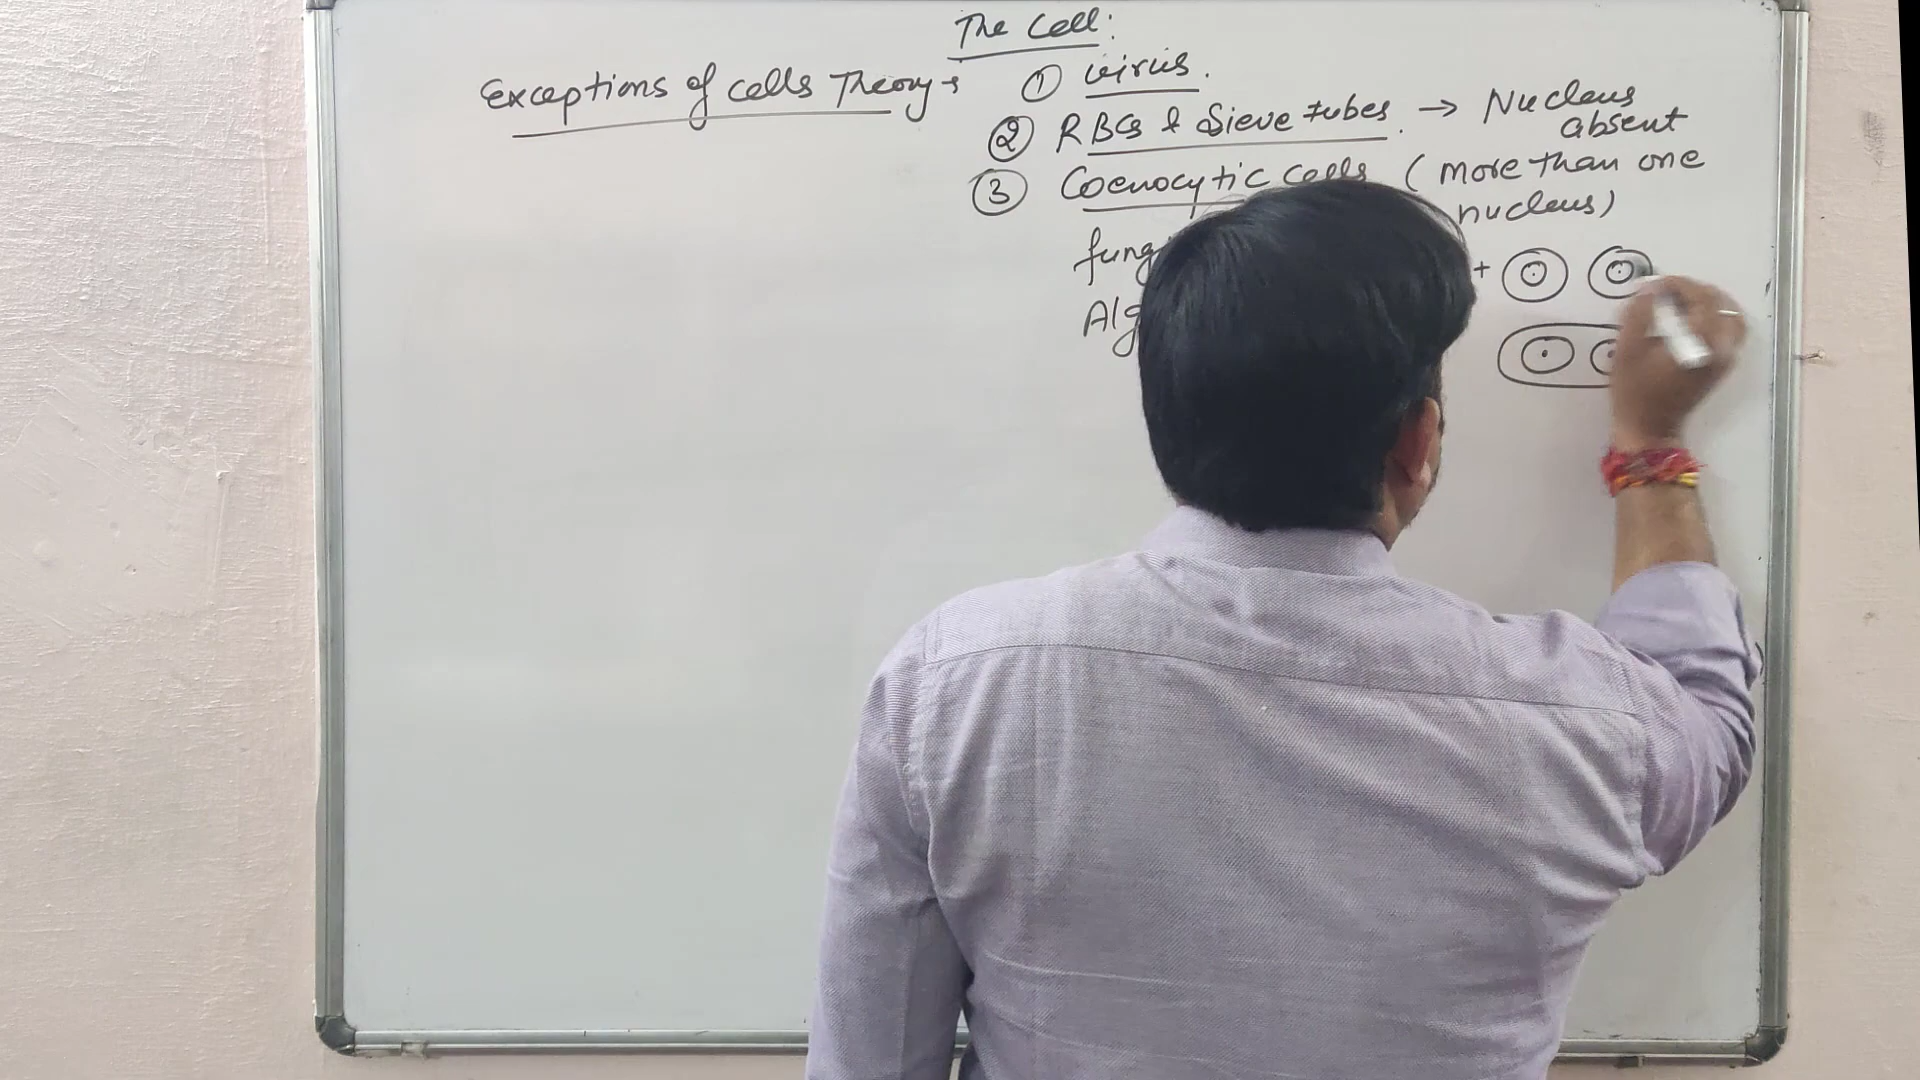 The Cell:
Exceptions of cells Theory →
① virus.
② RBCs & Sieve tubes. → Nucleus absent
③ Coenocytic cells (more than one nucleus)
+